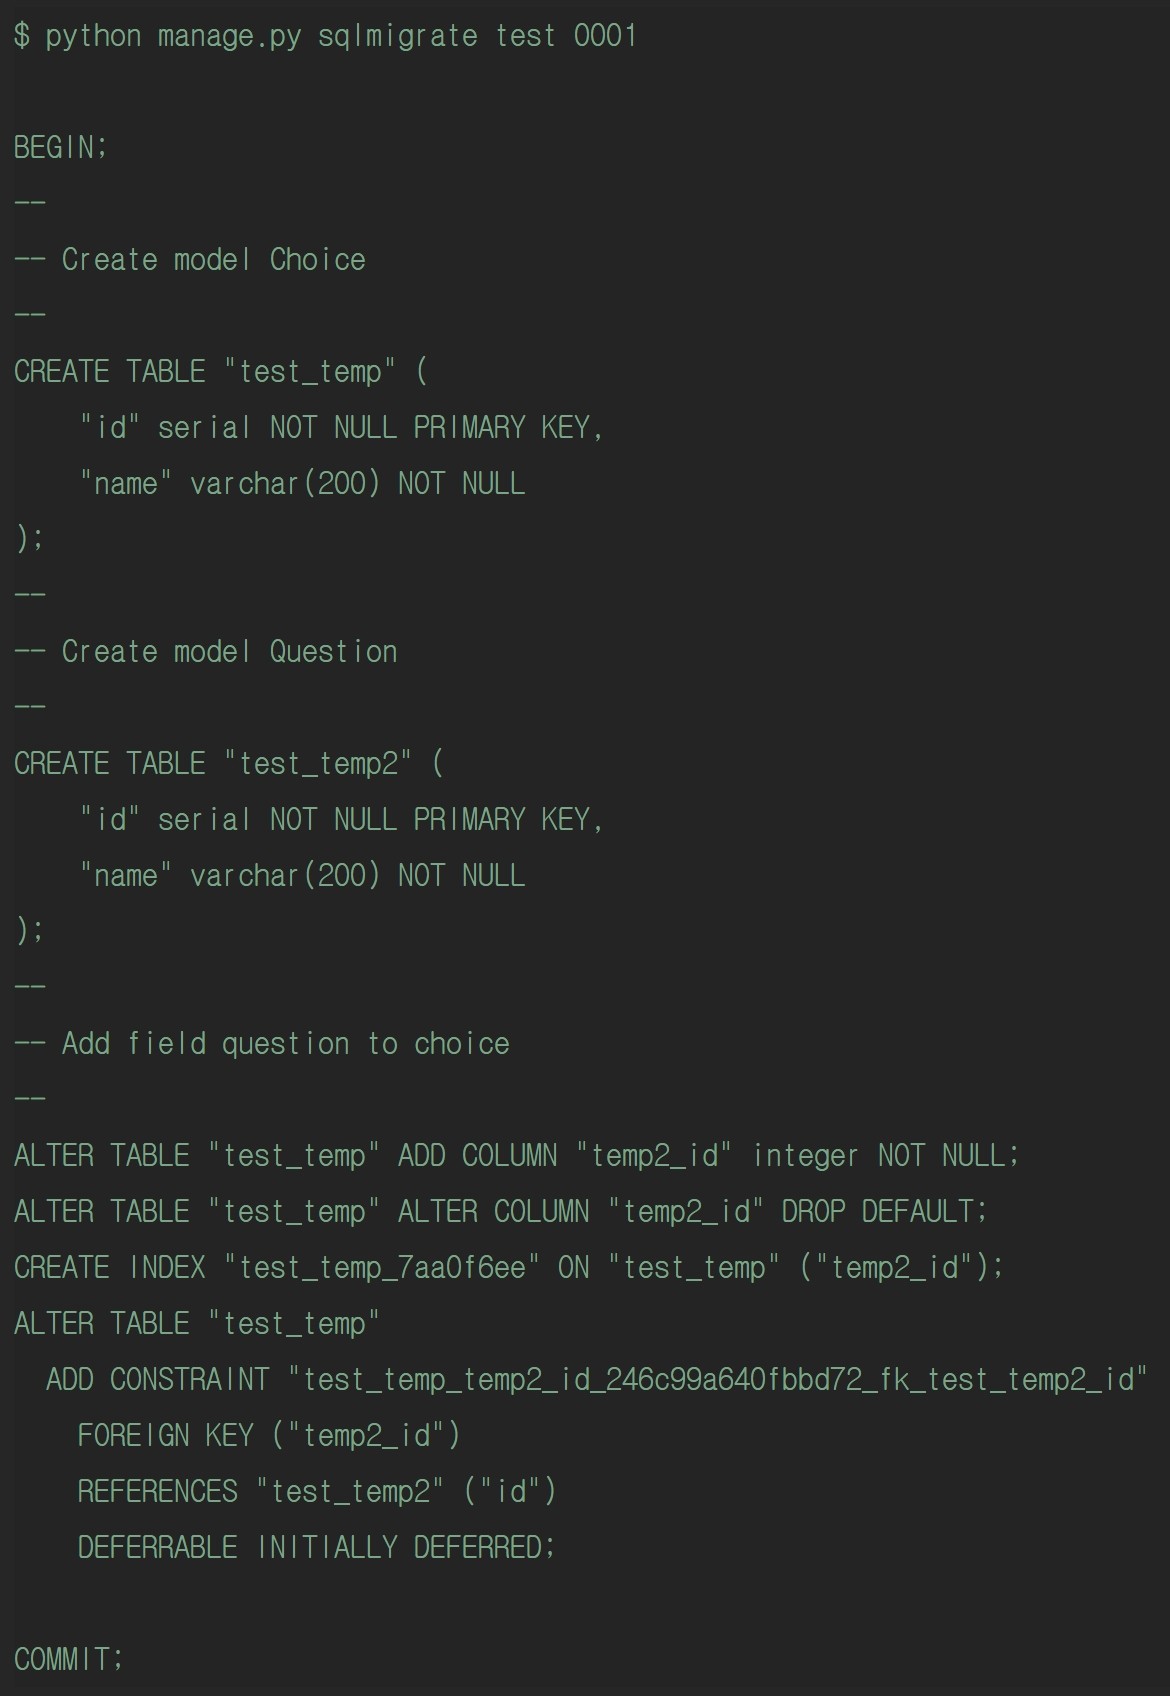 $ python manage.py sqlmigrate test 0001
BEGIN;
--
-- Create model Choice
--
CREATE TABLE "test_temp" (
    "id" serial NOT NULL PRIMARY KEY,
    "name" varchar(200) NOT NULL
);
--
-- Create model Question
--
CREATE TABLE "test_temp2" (
    "id" serial NOT NULL PRIMARY KEY,
    "name" varchar(200) NOT NULL
);
--
-- Add field question to choice
--
ALTER TABLE "test_temp" ADD COLUMN "temp2_id" integer NOT NULL;
ALTER TABLE "test_temp" ALTER COLUMN "temp2_id" DROP DEFAULT;
CREATE INDEX "test_temp_7aa0f6ee" ON "test_temp" ("temp2_id");
ALTER TABLE "test_temp"
  ADD CONSTRAINT "test_temp_temp2_id_246c99a640fbbd72_fk_test_temp2_id"
    FOREIGN KEY ("temp2_id")
    REFERENCES "test_temp2" ("id")
    DEFERRABLE INITIALLY DEFERRED;
COMMIT;